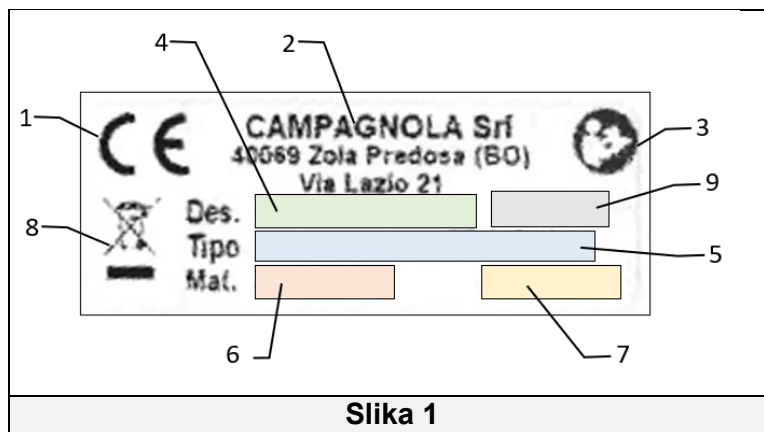 4
2
1
CE
CAMPAGNOLA Srl
3
40069 Zola Predosa (BO)
Via Lazio 21
9
8
Des.
Tipo
5
Mat.
6
7
Slika 1